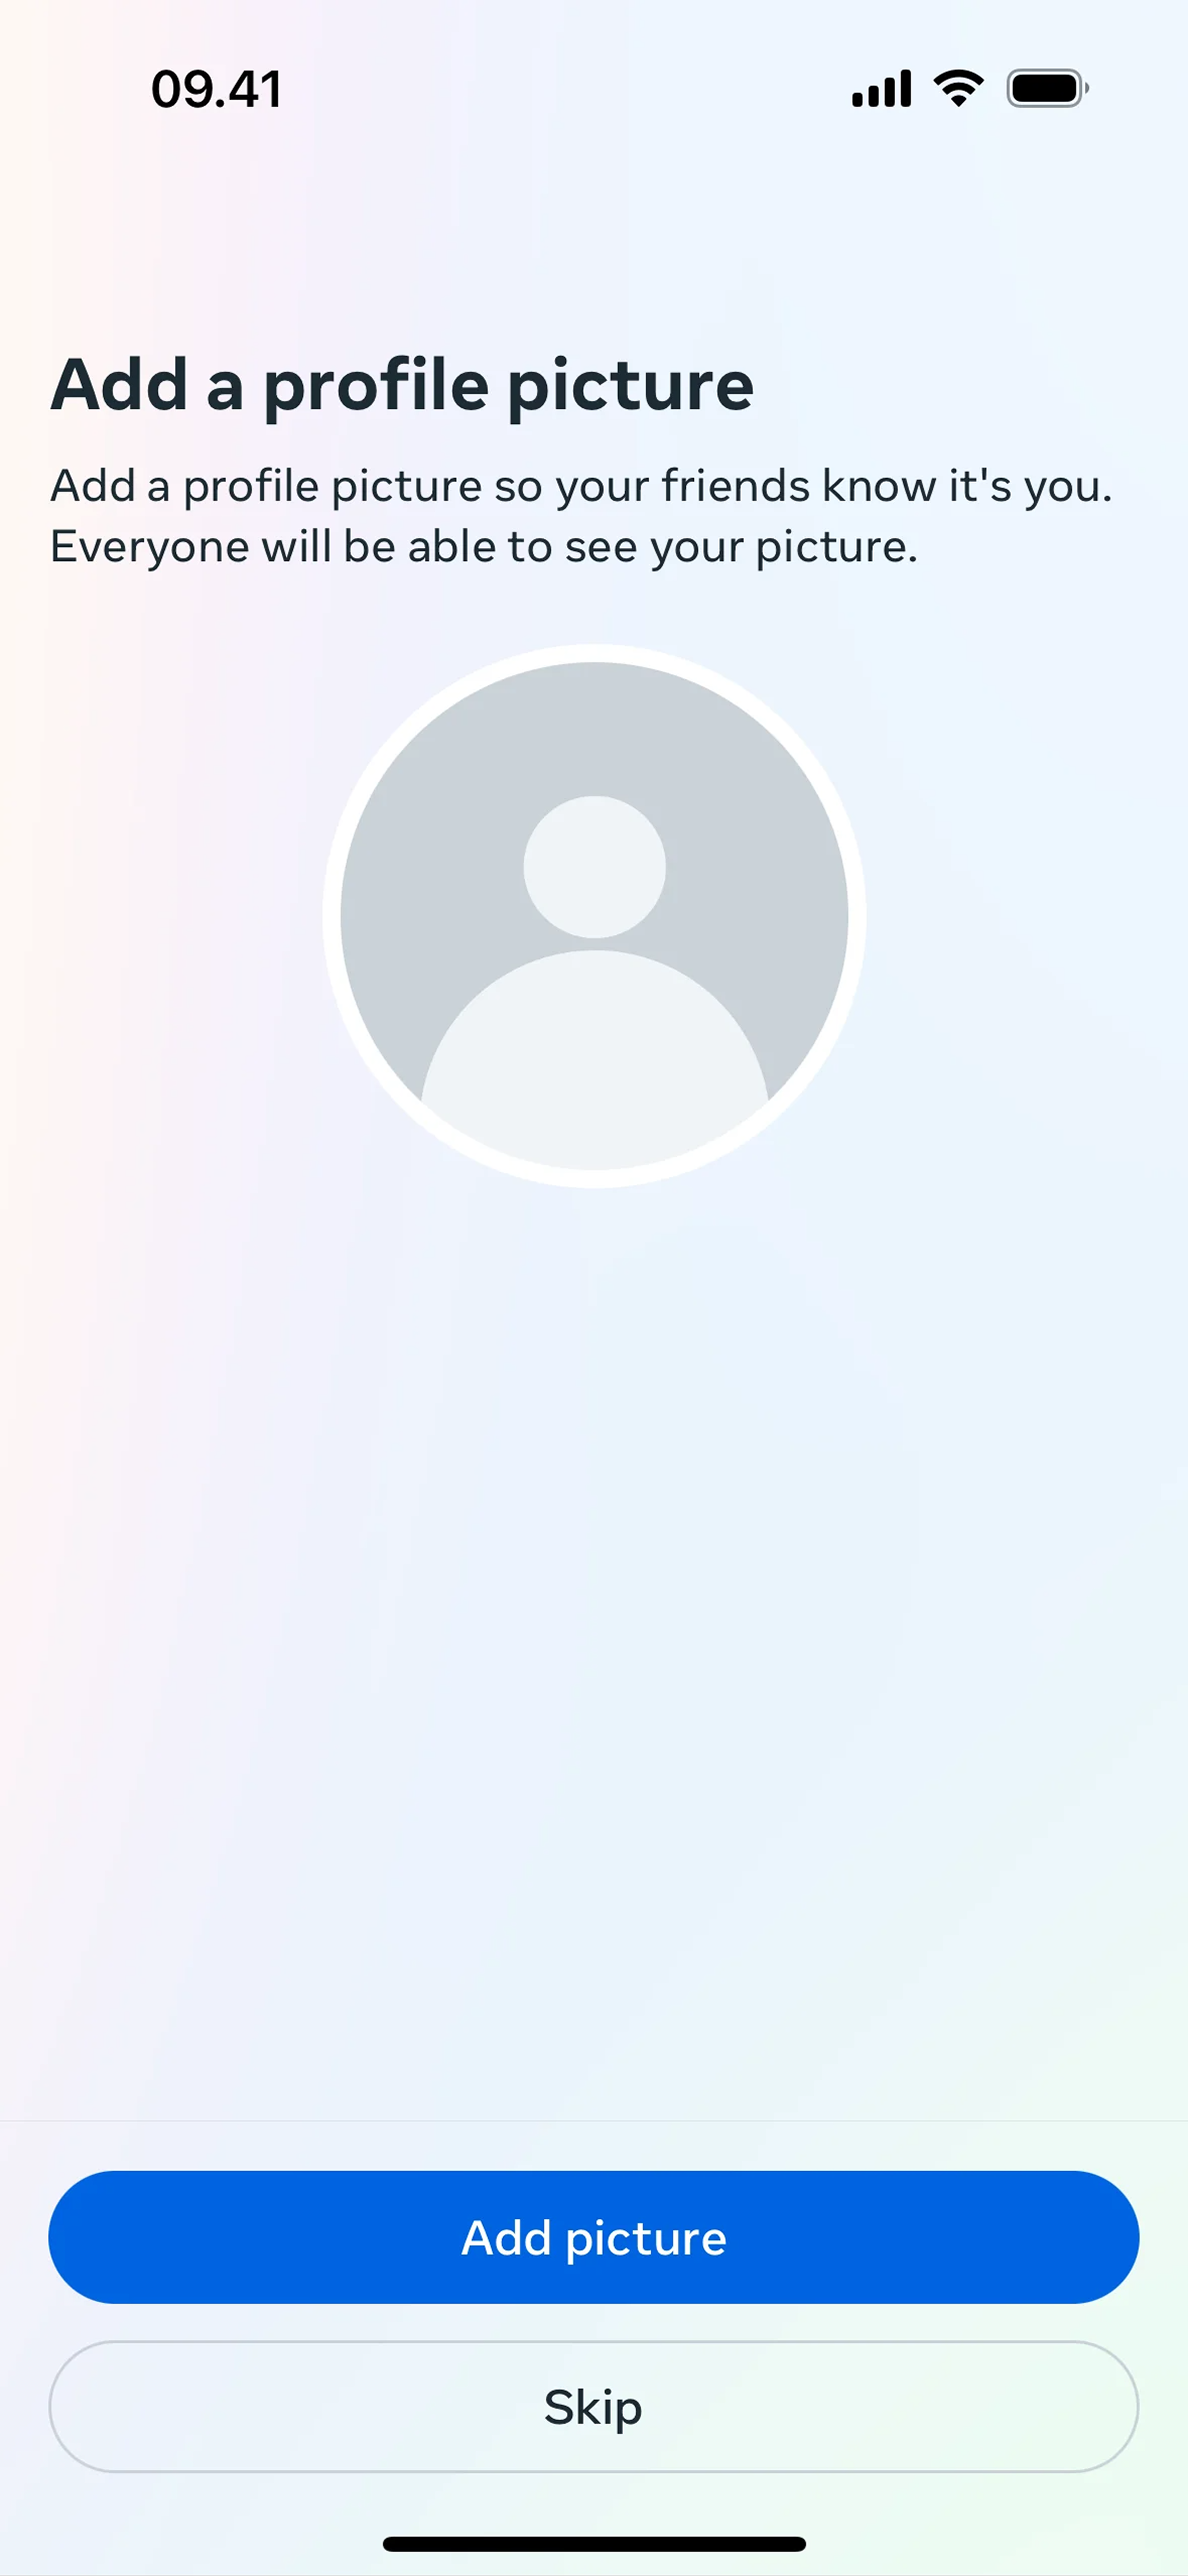 09.41
Add a profile picture
Add a profile picture so your friends know it's you.
Everyone will be able to see your picture.
Add picture
Skip